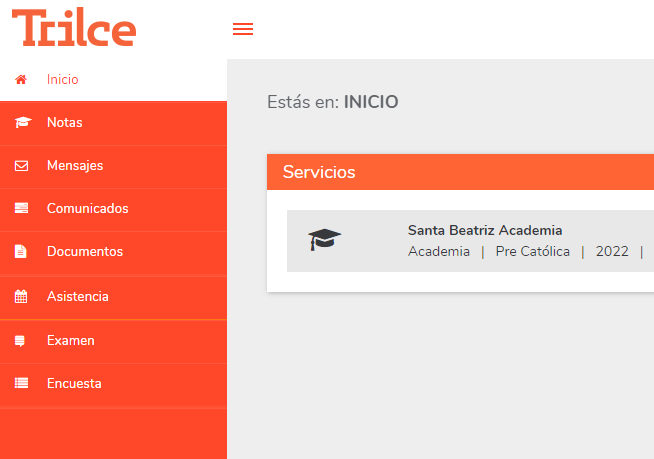 Trilce
Inicio
Notas
Mensajes
Comunicados
Documentos
Asistencia
Examen
Encuesta
Estás en: INICIO
Servicios
Santa Beatriz Academia
Academia | Pre Católica | 2022 |